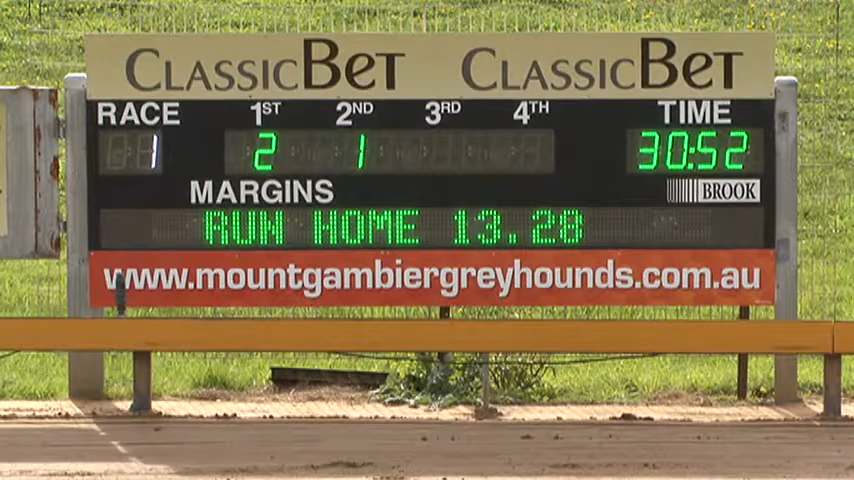 CLASSICBET CLASSICBET
RACE 1ST 2ND 3RD 4TH TIME
1 2 1 30:52
MARGINS BROOK
RUN HOME 13.28
www.mountgambiergreyhounds.com.au